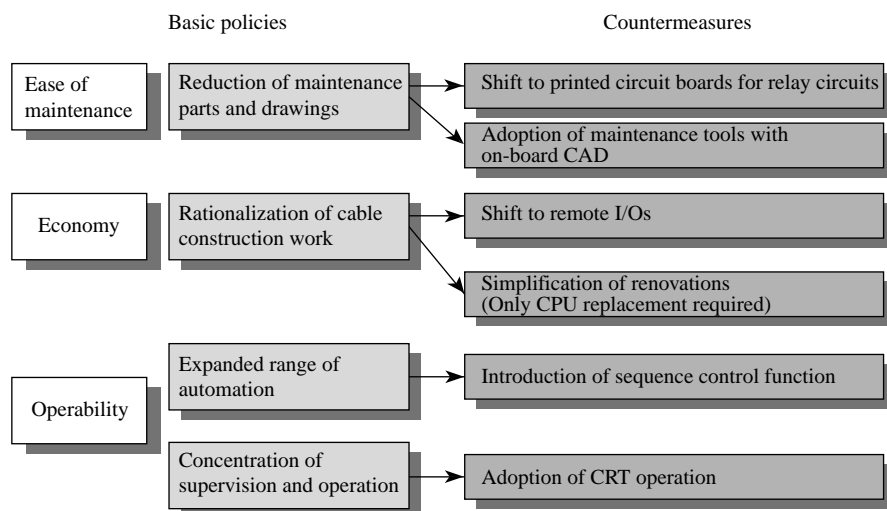 Basic policies
Countermeasures
Ease of
maintenance
Reduction of maintenance
parts and drawings
Shift to printed circuit boards for relay circuits
Adoption of maintenance tools with
on-board CAD
Economy
Rationalization of cable
construction work
Shift to remote I/Os
Simplification of renovations
(Only CPU replacement required)
Operability
Expanded range of
automation
Introduction of sequence control function
Concentration of
supervision and operation
Adoption of CRT operation